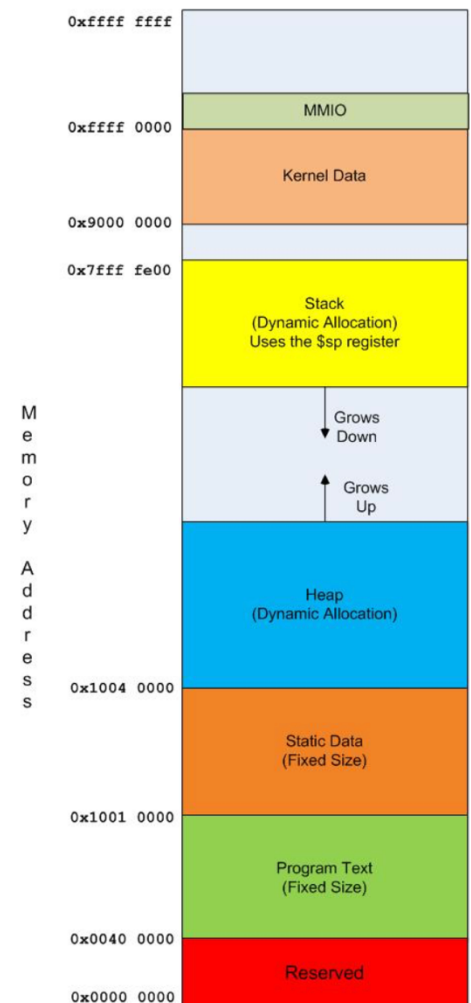 0xffff ffff
MMIO
0xffff 0000
Kernel Data
0x9000 0000
0x7fff fe00
Stack
(Dynamic Allocation)
Uses the $sp register
Grows
Down
Grows
Up
Memory Address
Heap
(Dynamic Allocation)
0x1004 0000
Static Data
(Fixed Size)
0x1001 0000
Program Text
(Fixed Size)
0x0040 0000
Reserved
0x0000 0000